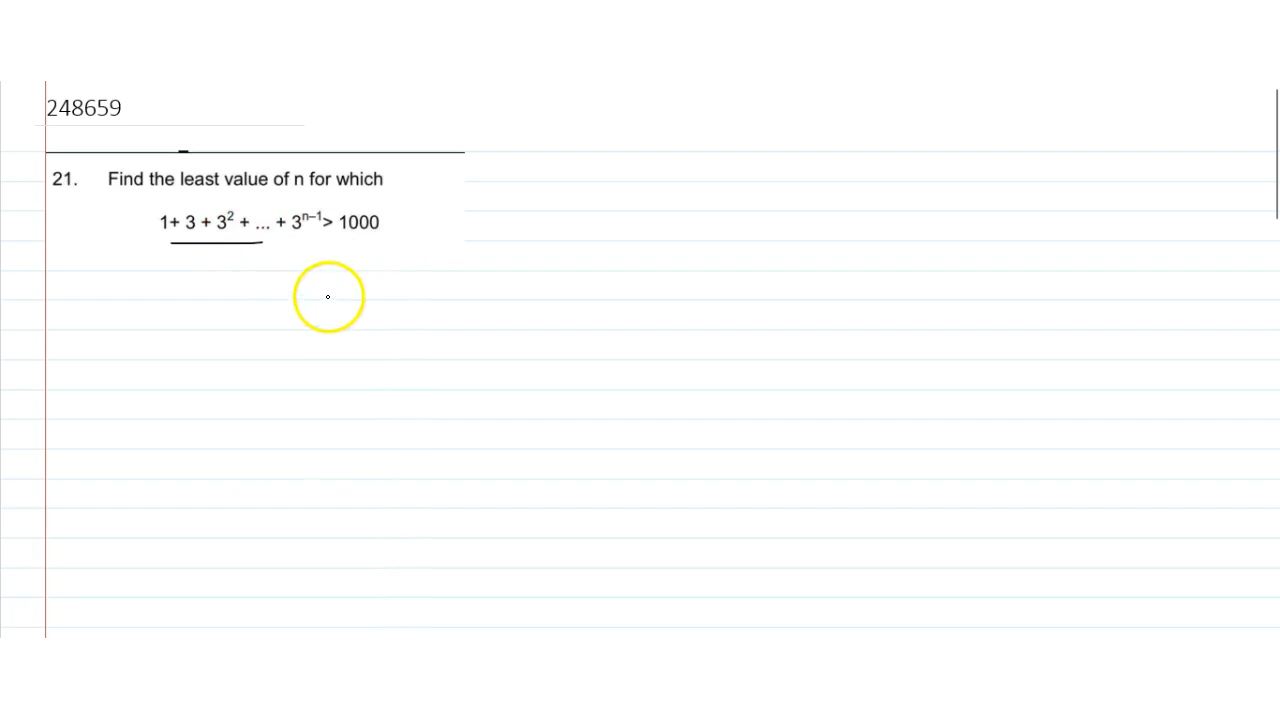 248659
21. Find the least value of n for which
1+ 3 + 3² + ... + 3ⁿ⁻¹> 1000